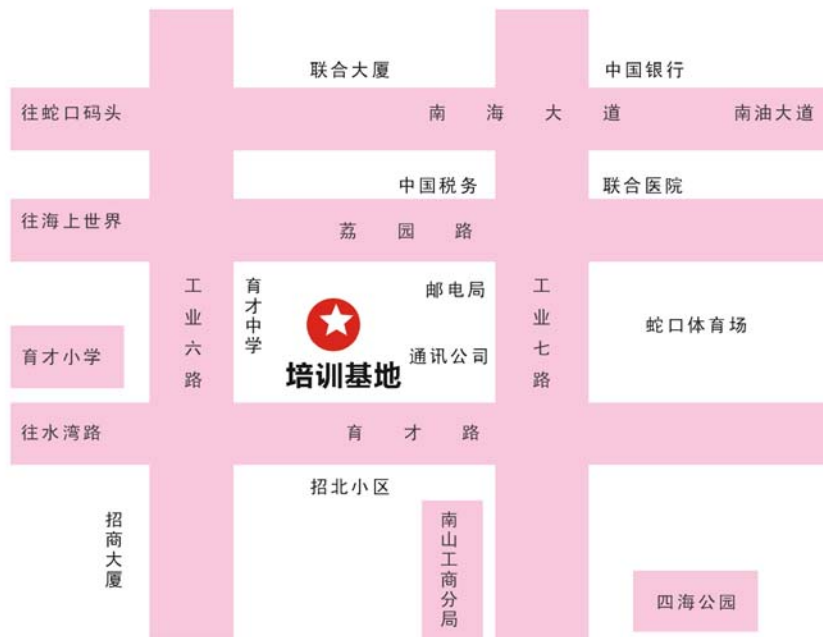 联合大厦
中国银行
往蛇口码头
南海大道
南油大道
中国税务
联合医院
往海上世界
荔园路
工业六路
育才中学
邮电局
工业七路
蛇口体育场
育才小学
通讯公司
培训基地
往水湾路
育才路
招北小区
招商大厦
南山工商分局
四海公园